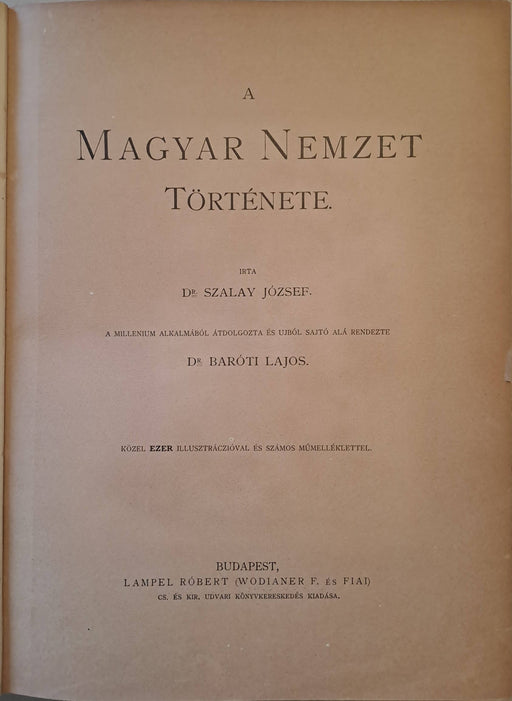 A
MAGYAR NEMZET
TÖRTÉNETE.
IRTA
DR. SZALAY JÓZSEF.
A MILLENIUM ALKALMÁBÓL ÁTDOLGOZTA ÉS UJBÓL SAJTÓ ALÁ RENDEZTE
DR. BARÓTI LAJOS.
KÖZEL EZER ILLUSZTRÁCZIÓVAL ÉS SZÁMOS MŰMELLÉKLETTEL.
BUDAPEST,
LAMPEL RÓBERT (WODIANER F. ÉS FIAI)
CS. ÉS KIR. UDVARI KÖNYVKERESKEDÉS KIADÁSA.